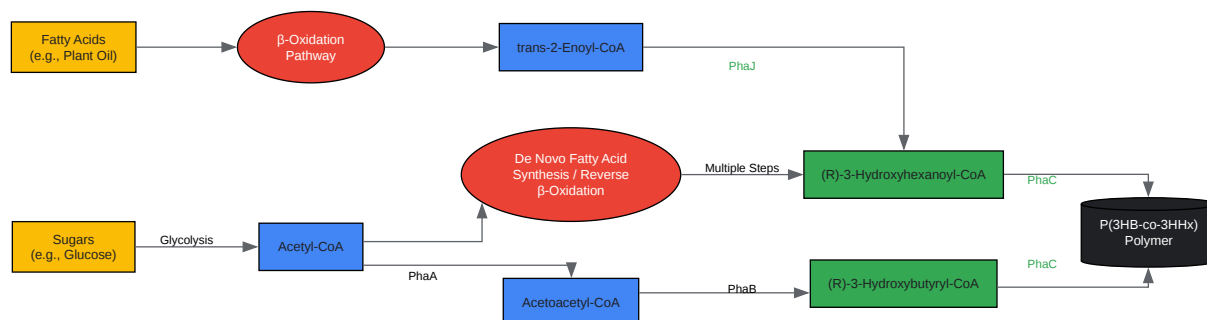 Fatty Acids
(e.g., Plant Oil)
β-Oxidation
Pathway
trans-2-Enoyl-CoA
PhaJ
De Novo Fatty Acid
Synthesis / Reverse
β-Oxidation
Multiple Steps
(R)-3-Hydroxyhexanoyl-CoA
PhaC
Sugars
(e.g., Glucose)
Glycolysis
Acetyl-CoA
PhaA
Acetoacetyl-CoA
PhaB
(R)-3-Hydroxybutyryl-CoA
PhaC
P(3HB-co-3HHx)
Polymer